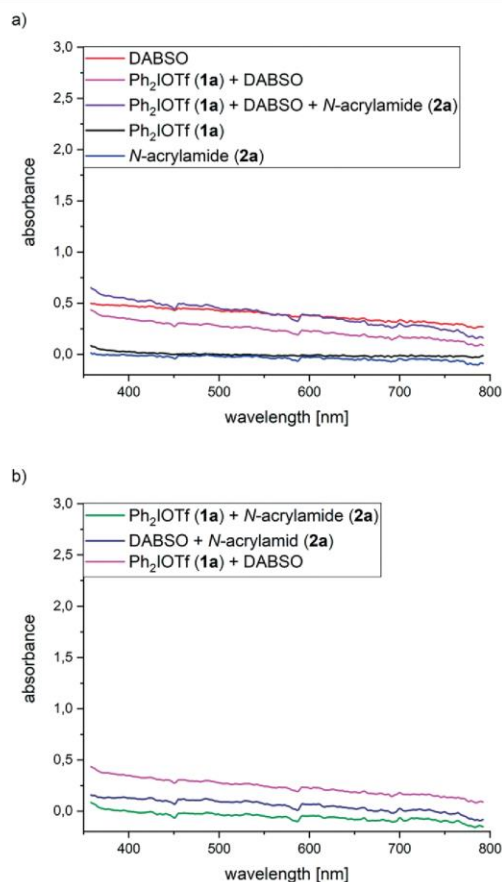 a)
3,0
2,5
2,0
1,5
1,0
0,5
0,0
absorbance
DABSO
Ph₂IOTf (1a) + DABSO
Ph₂IOTf (1a) + DABSO + N-acrylamide (2a)
Ph₂IOTf (1a)
N-acrylamide (2a)
400 500 600 700 800
wavelength [nm]
b)
3,0
2,5
2,0
1,5
1,0
0,5
0,0
absorbance
Ph₂IOTf (1a) + N-acrylamide (2a)
DABSO + N-acrylamid (2a)
Ph₂IOTf (1a) + DABSO
400 500 600 700 800
wavelength [nm]